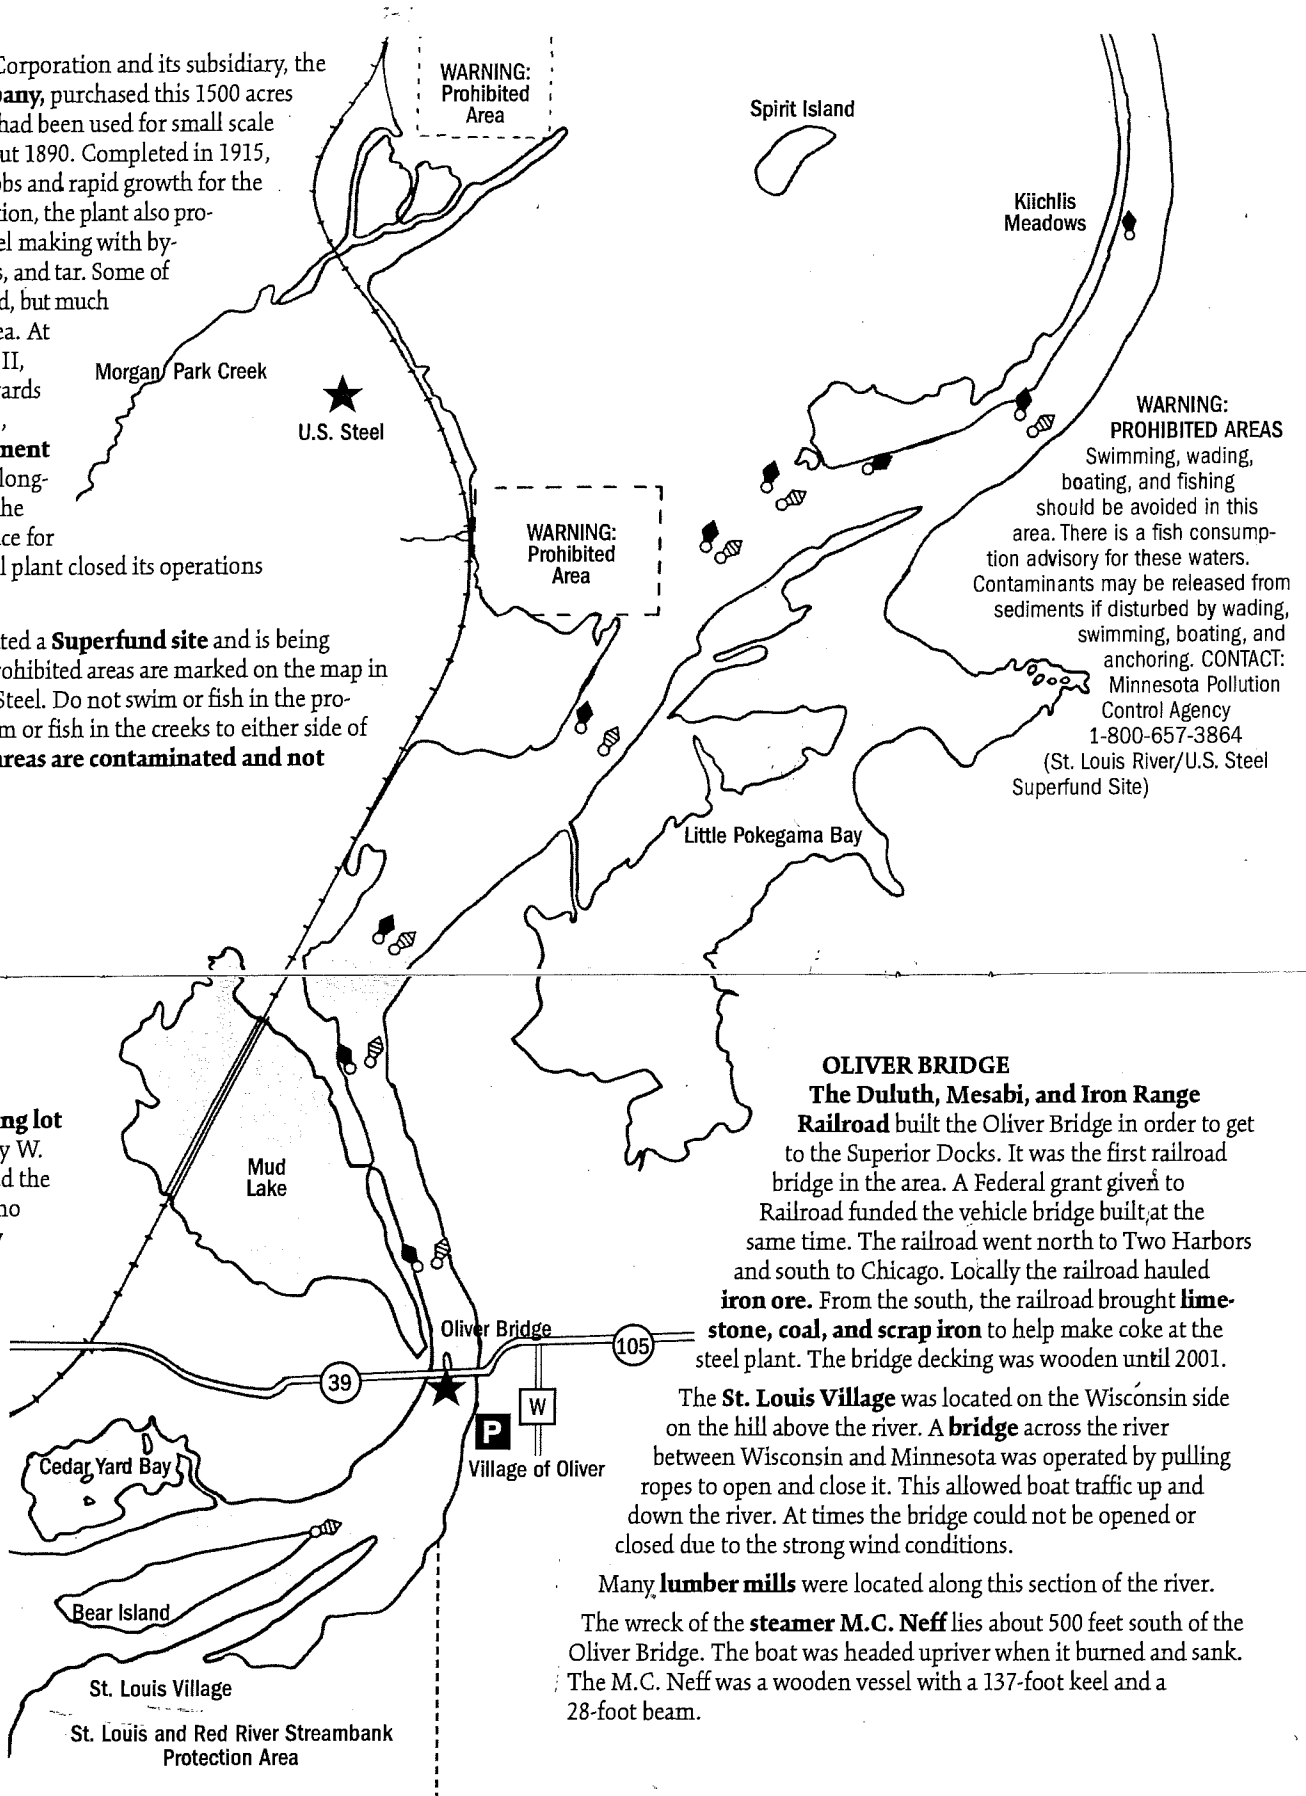 Corporation and its subsidiary, the
pany, purchased this 1500 acres
had been used for small scale
ut 1890. Completed in 1915,
obs and rapid growth for the
tion, the plant also pro-
el making with by-
s, and tar. Some of
d, but much
ea. At
II,
ards
,
ment
long-
he
ce for
l plant closed its operations
ted a Superfund site and is being
rohibited areas are marked on the map in
Steel. Do not swim or fish in the pro-
m or fish in the creeks to either side of
areas are contaminated and not
ng lot
y W.
d the
no
WARNING:
Prohibited
Area
Spirit Island
Kiichlis
Meadows
Morgan Park Creek
U.S. Steel
WARNING:
Prohibited
Area
WARNING:
PROHIBITED AREAS
Swimming, wading,
boating, and fishing
should be avoided in this
area. There is a fish consump-
tion advisory for these waters.
Contaminants may be released from
sediments if disturbed by wading,
swimming, boating, and
anchoring. CONTACT:
Minnesota Pollution
Control Agency
1-800-657-3864
(St. Louis River/U.S. Steel
Superfund Site)
Little Pokegama Bay
Mud
Lake
Oliver Bridge
105
39
W
P
Village of Oliver
Cedar Yard Bay
Bear Island
St. Louis Village
St. Louis and Red River Streambank
Protection Area
OLIVER BRIDGE
The Duluth, Mesabi, and Iron Range
Railroad built the Oliver Bridge in order to get
to the Superior Docks. It was the first railroad
bridge in the area. A Federal grant given to
Railroad funded the vehicle bridge built at the
same time. The railroad went north to Two Harbors
and south to Chicago. Locally the railroad hauled
iron ore. From the south, the railroad brought lime-
stone, coal, and scrap iron to help make coke at the
steel plant. The bridge decking was wooden until 2001.
The St. Louis Village was located on the Wisconsin side
on the hill above the river. A bridge across the river
between Wisconsin and Minnesota was operated by pulling
ropes to open and close it. This allowed boat traffic up and
down the river. At times the bridge could not be opened or
closed due to the strong wind conditions.
Many lumber mills were located along this section of the river.
The wreck of the steamer M.C. Neff lies about 500 feet south of the
Oliver Bridge. The boat was headed upriver when it burned and sank.
The M.C. Neff was a wooden vessel with a 137-foot keel and a
28-foot beam.